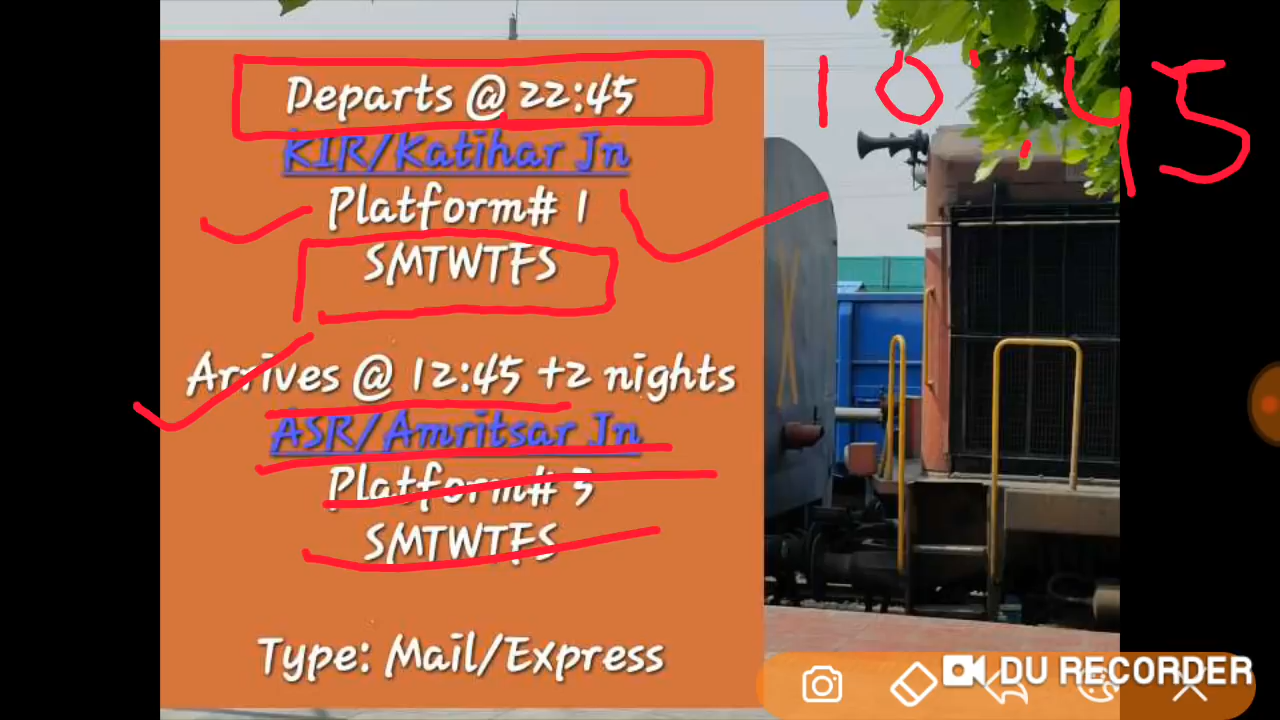 Departs @ 22:45
KIR/Katihar Jn
Platform# 1
SMTWTFS
Arrives @ 12:45 +2 nights
ASR/Amritsar Jn
Platform#
SMTWTFS
Type: Mail/Express
10:45
DU RECORDER